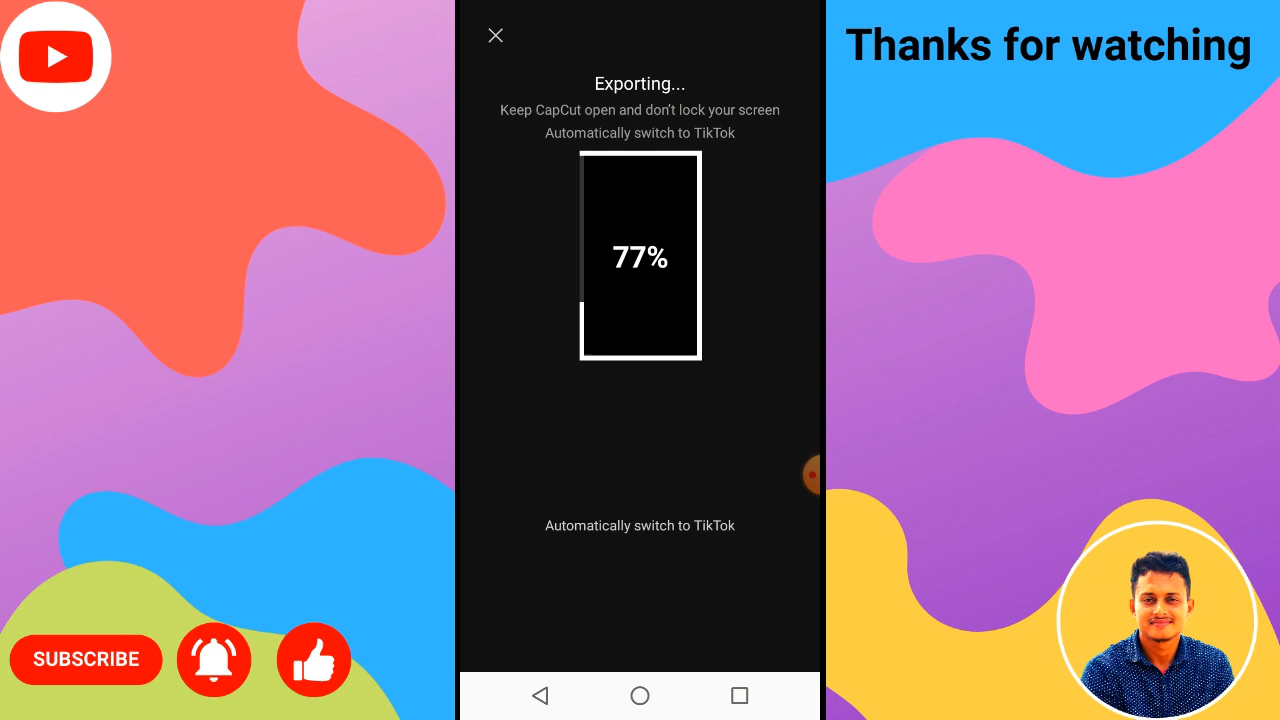 Thanks for watching
Exporting...
Keep CapCut open and don't lock your screen
Automatically switch to TikTok
77%
Automatically switch to TikTok
SUBSCRIBE